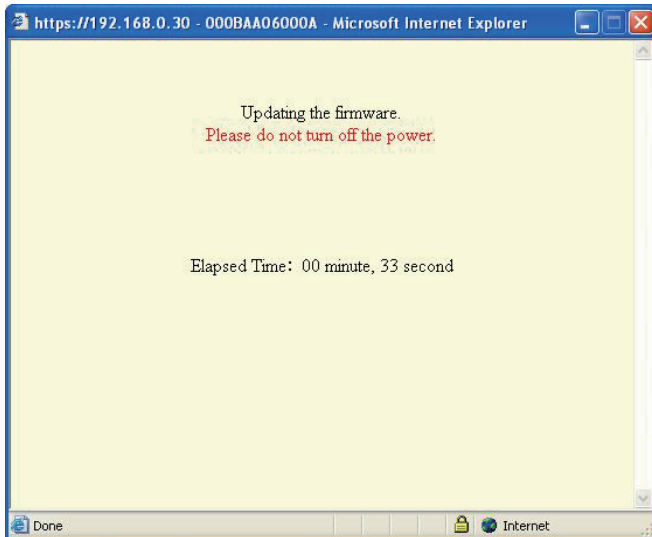 https://192.168.0.30 - 000BAA06000A - Microsoft Internet Explorer
Updating the firmware.
Please do not turn off the power.
Elapsed Time: 00 minute, 33 second
Done
Internet